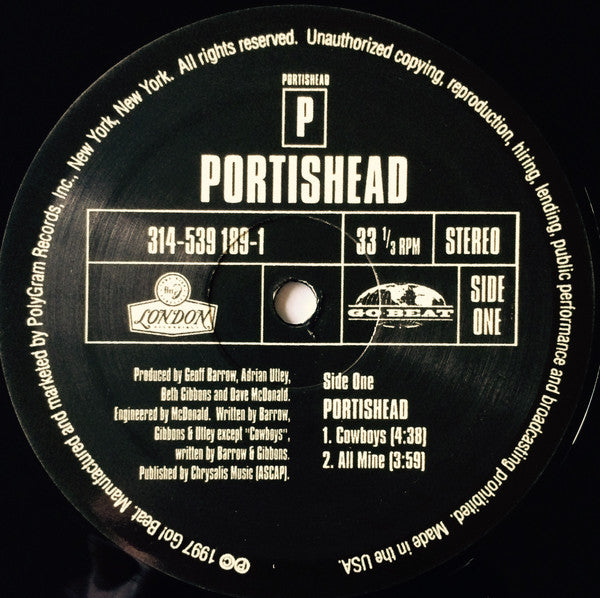 PORTISHEAD
P
PORTISHEAD
314-539 189-1
33 1/3 RPM
STEREO
LONDON
GO BEAT
SIDE
ONE
Produced by Geoff Barrow, Adrian Utley,
Beth Gibbons and Dave McDonald.
Engineered by McDonald. Written by Barrow,
Gibbons & Utley except "Cowboys",
written by Barrow & Gibbons.
Published by Chrysalis Music (ASCAP).
Side One
PORTISHEAD
1. Cowboys [4:38]
2. All Mine [3:59]
℗© 1997 Go! Beat. Manufactured and marketed by PolyGram Records, Inc., New York, New York. All rights reserved. Unauthorized copying, reproduction, hiring, lending, public performance and broadcasting prohibited. Made in the USA.